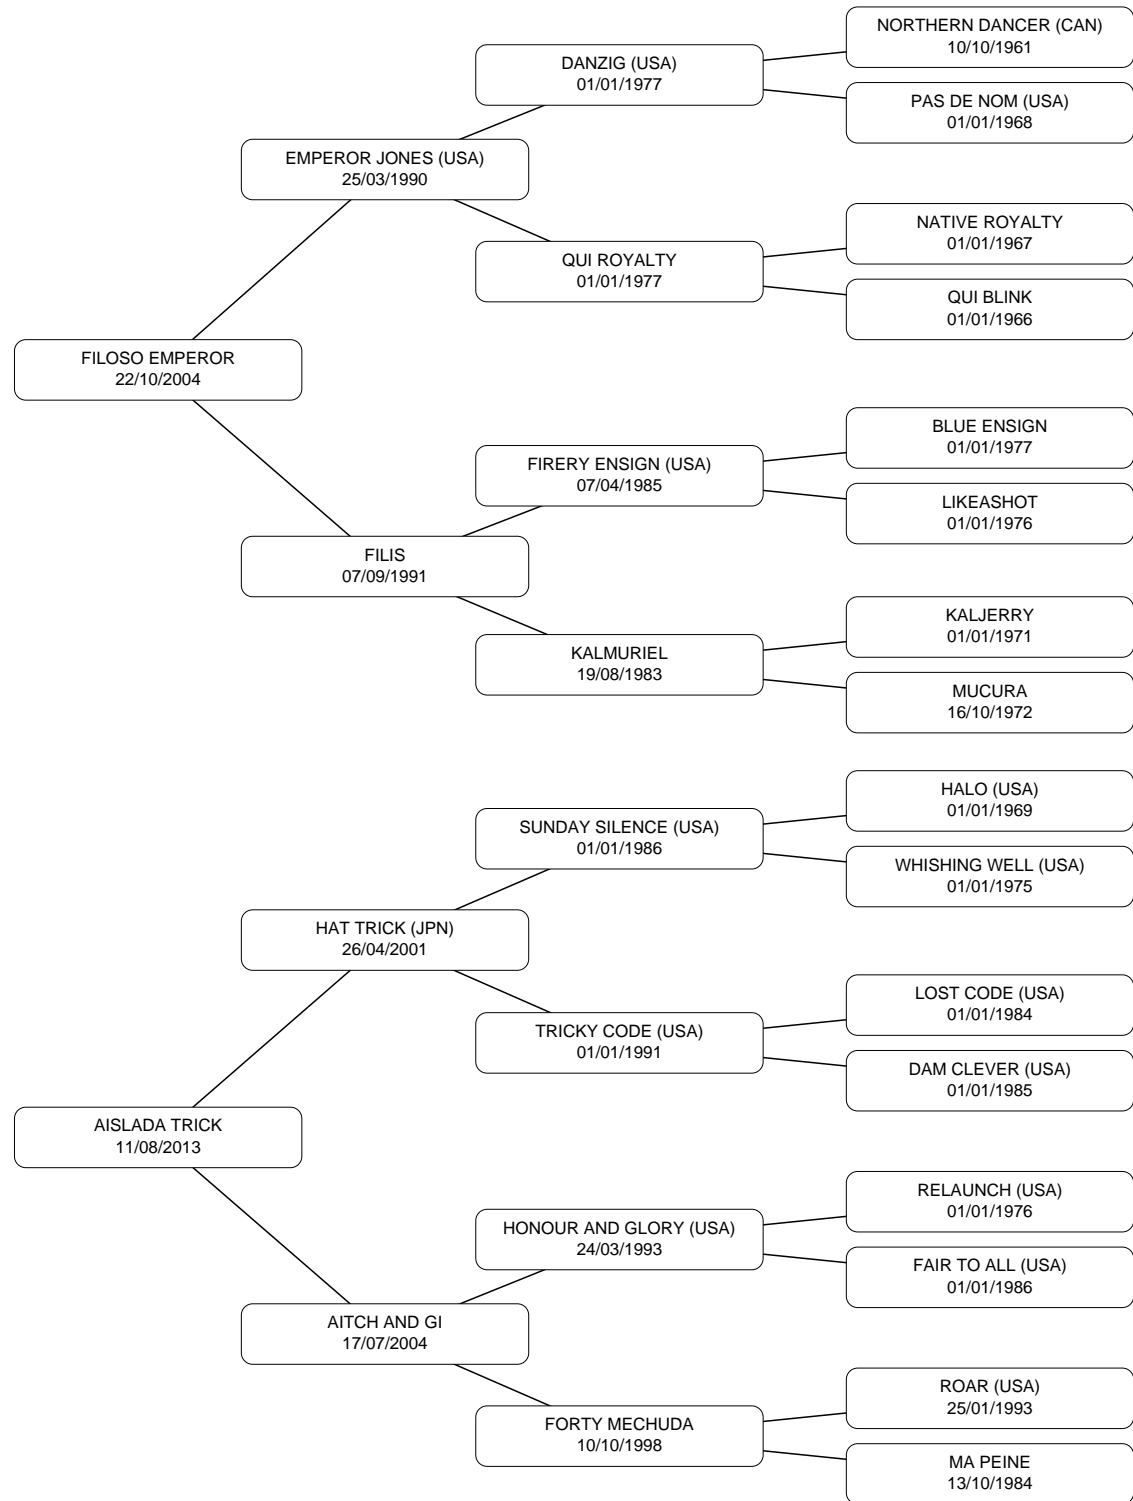 NORTHERN DANCER (CAN)
10/10/1961
DANZIG (USA)
01/01/1977
PAS DE NOM (USA)
01/01/1968
EMPEROR JONES (USA)
25/03/1990
NATIVE ROYALTY
01/01/1967
QUI ROYALTY
01/01/1977
QUI BLINK
01/01/1966
FILOSO EMPEROR
22/10/2004
BLUE ENSIGN
01/01/1977
FIRERY ENSIGN (USA)
07/04/1985
LIKEASHOT
01/01/1976
FILIS
07/09/1991
KALJERRY
01/01/1971
KALMURIEL
19/08/1983
MUCURA
16/10/1972
HALO (USA)
01/01/1969
SUNDAY SILENCE (USA)
01/01/1986
WHISHING WELL (USA)
01/01/1975
HAT TRICK (JPN)
26/04/2001
LOST CODE (USA)
01/01/1984
TRICKY CODE (USA)
01/01/1991
DAM CLEVER (USA)
01/01/1985
AISLADA TRICK
11/08/2013
RELAUNCH (USA)
01/01/1976
HONOUR AND GLORY (USA)
24/03/1993
FAIR TO ALL (USA)
01/01/1986
AITCH AND GI
17/07/2004
ROAR (USA)
25/01/1993
FORTY MECHUDA
10/10/1998
MA PEINE
13/10/1984